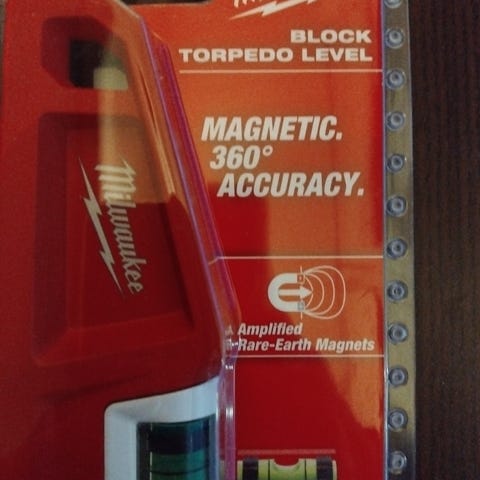 BLOCK
TORPEDO LEVEL
MAGNETIC.
360°
ACCURACY.
Milwaukee
Amplified
Rare-Earth Magnets